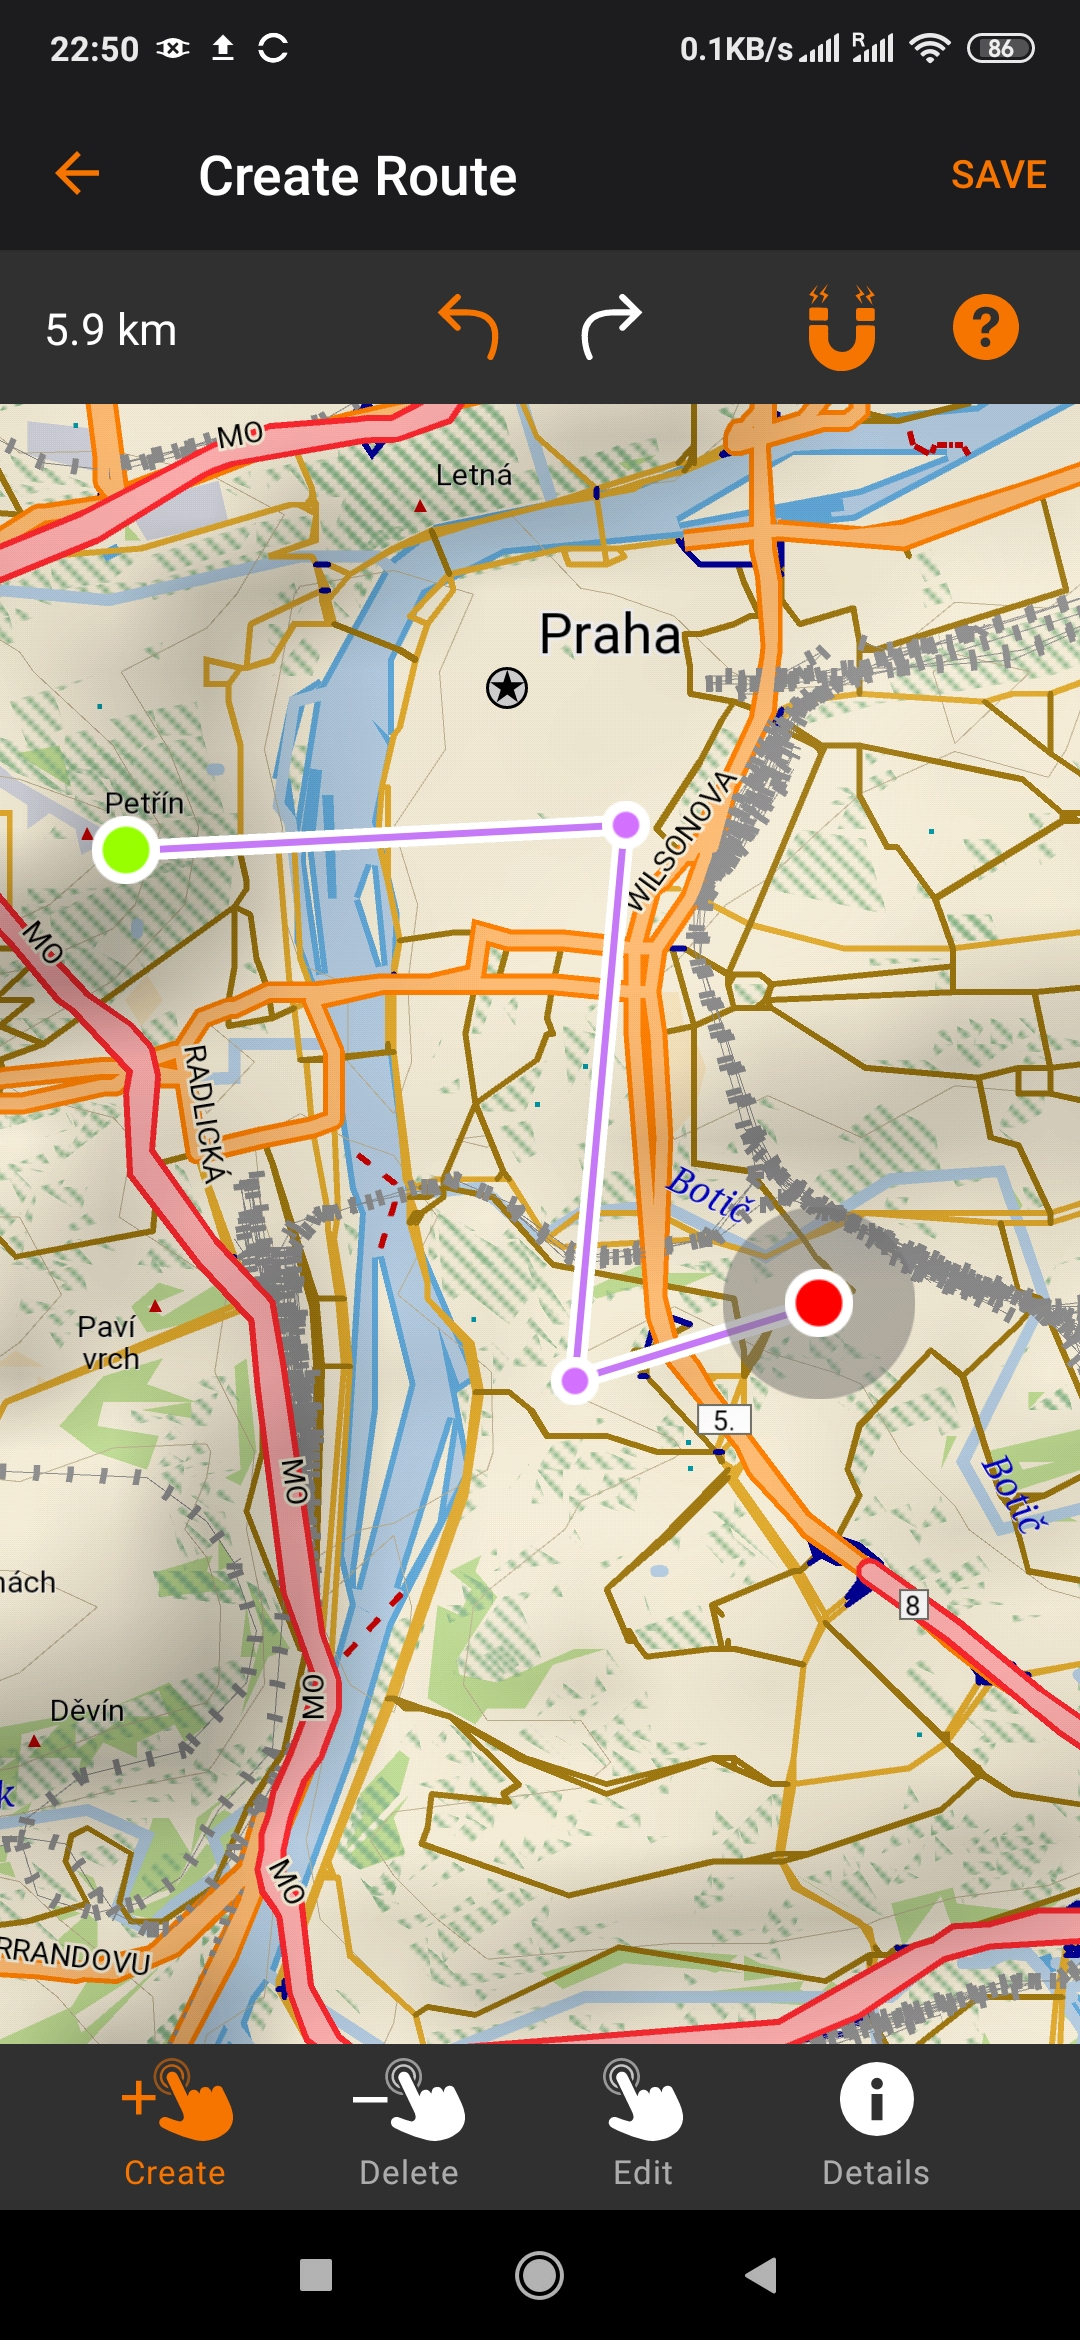 22:50
0.1KB/s
R
86
Create Route
SAVE
5.9 km
?
MO
Letná
Praha
Petřín
WILSONOVA
MO
RADLICKÁ
Botič
Paví
vrch
5.
MO
Botič
nách
8
MO
Děvín
k
MO
RRANDOVU
Create
Delete
Edit
Details